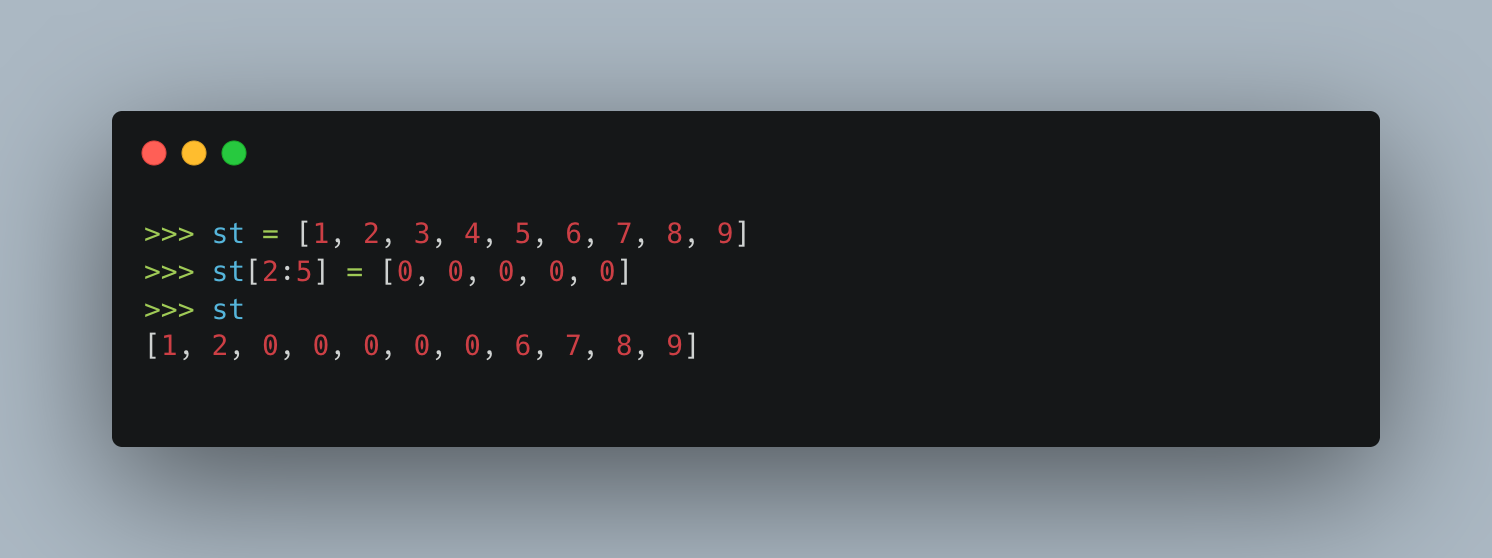 >>> st = [1, 2, 3, 4, 5, 6, 7, 8, 9]
>>> st[2:5] = [0, 0, 0, 0, 0]
>>> st
[1, 2, 0, 0, 0, 0, 0, 6, 7, 8, 9]